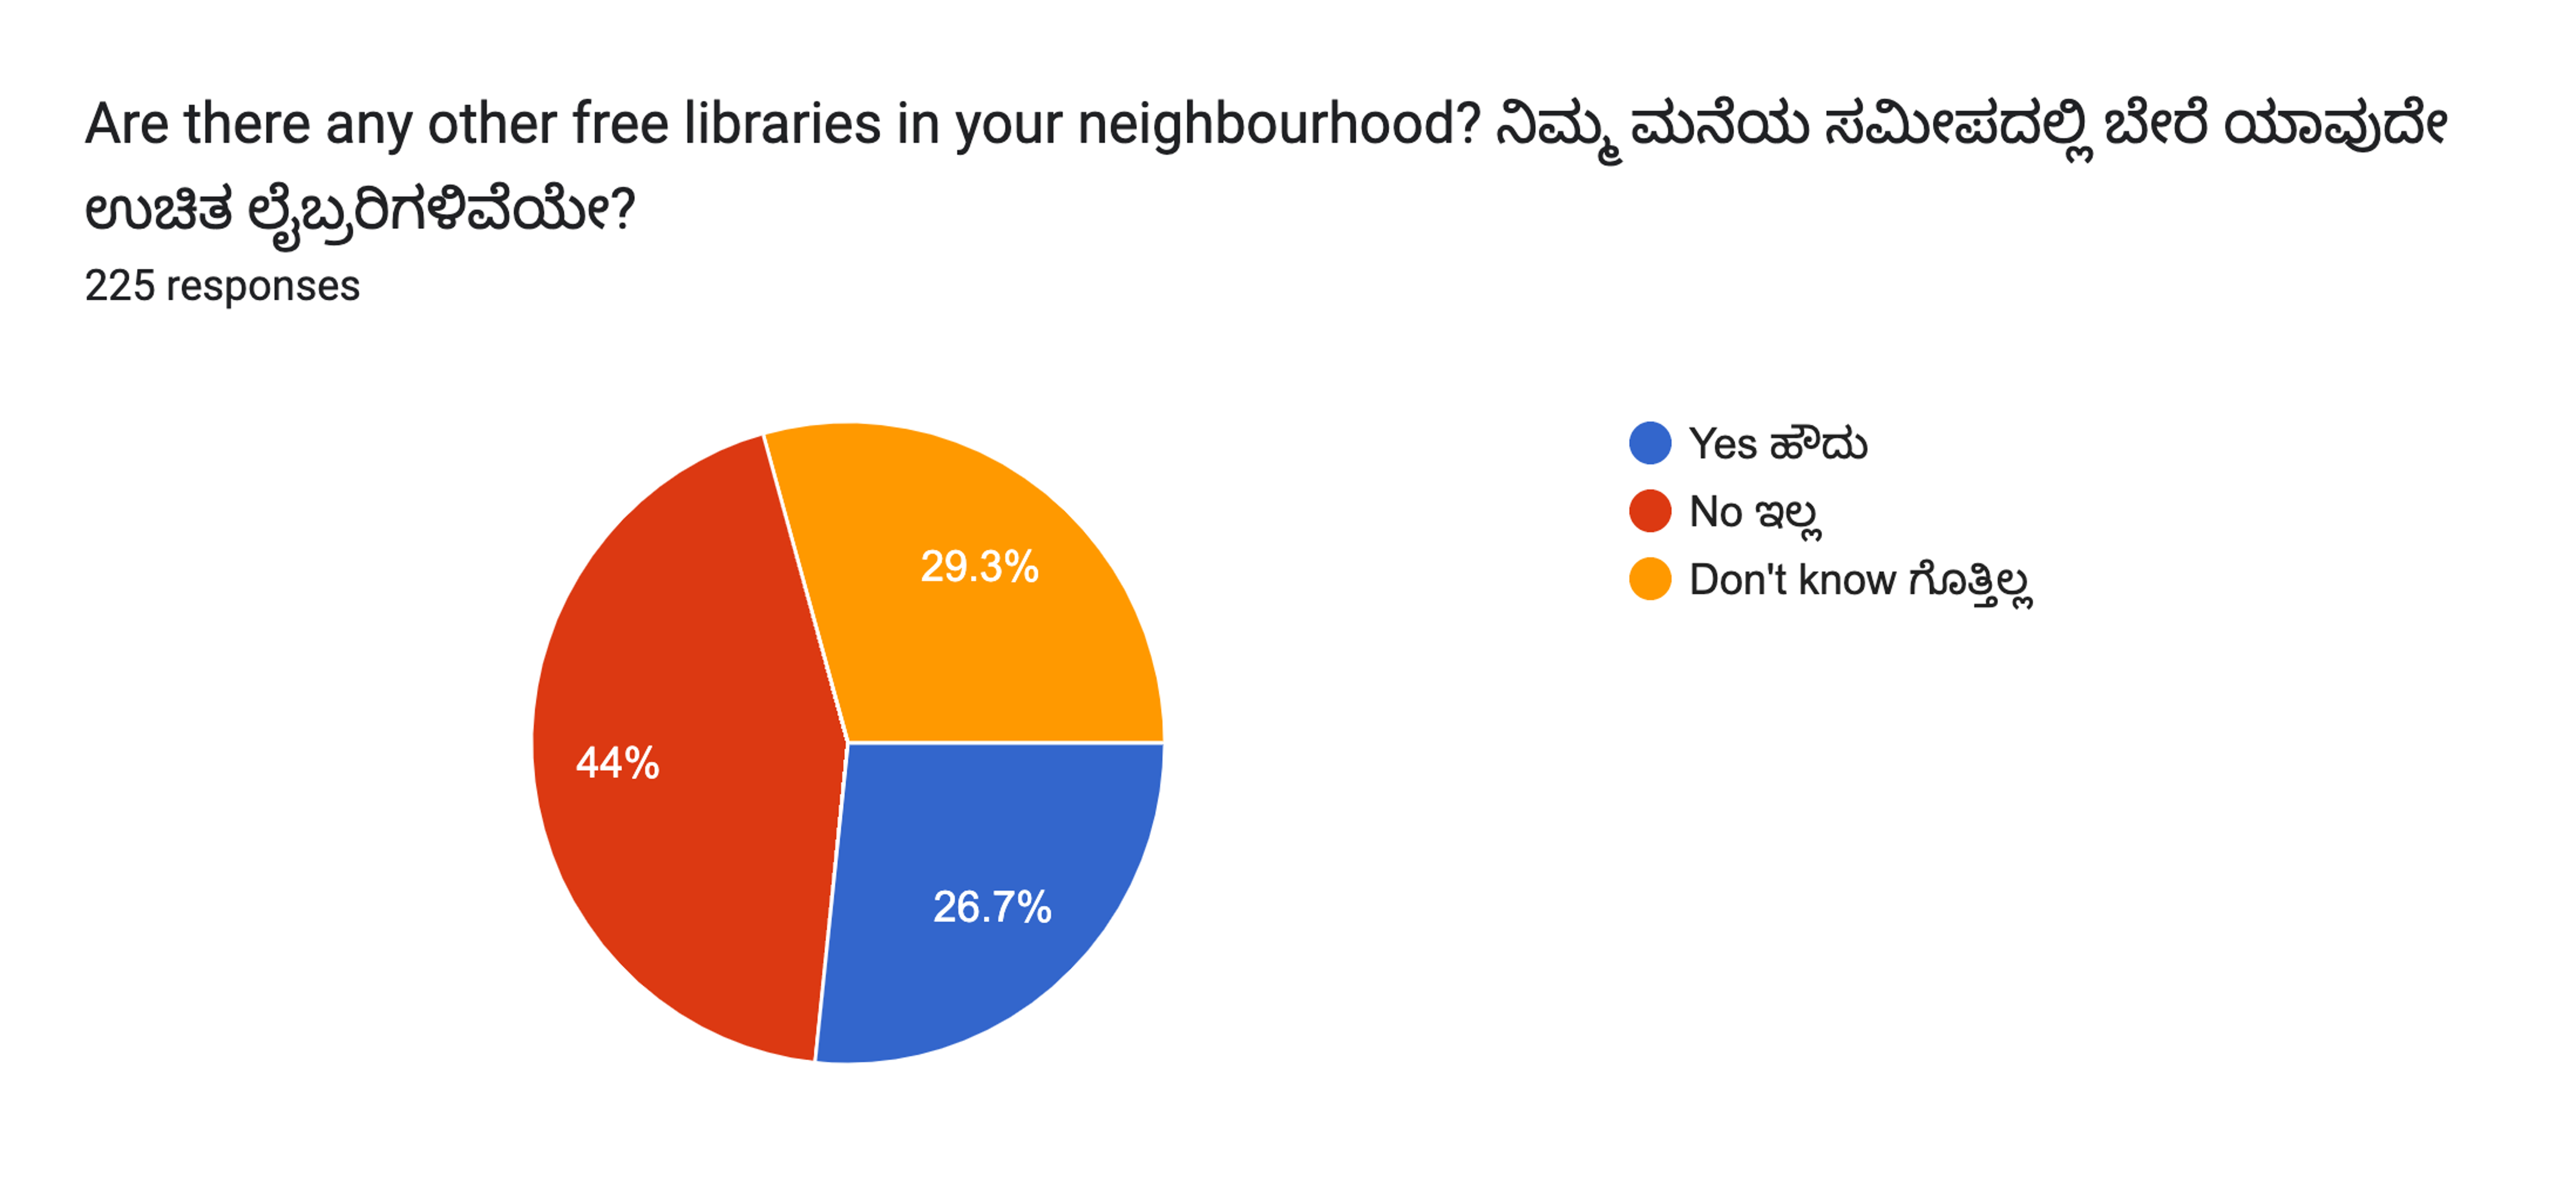 Are there any other free libraries in your neighbourhood? ನಿಮ್ಮ ಮನೆಯ ಸಮೀಪದಲ್ಲಿ ಬೇರೆ ಯಾವುದೇ
ಉಚಿತ ಲೈಬ್ರರಿಗಳಿವೆಯೇ?
225 responses
Yes ಹೌದು
No ಇಲ್ಲ
Don't know ಗೊತ್ತಿಲ್ಲ
29.3%
44%
26.7%